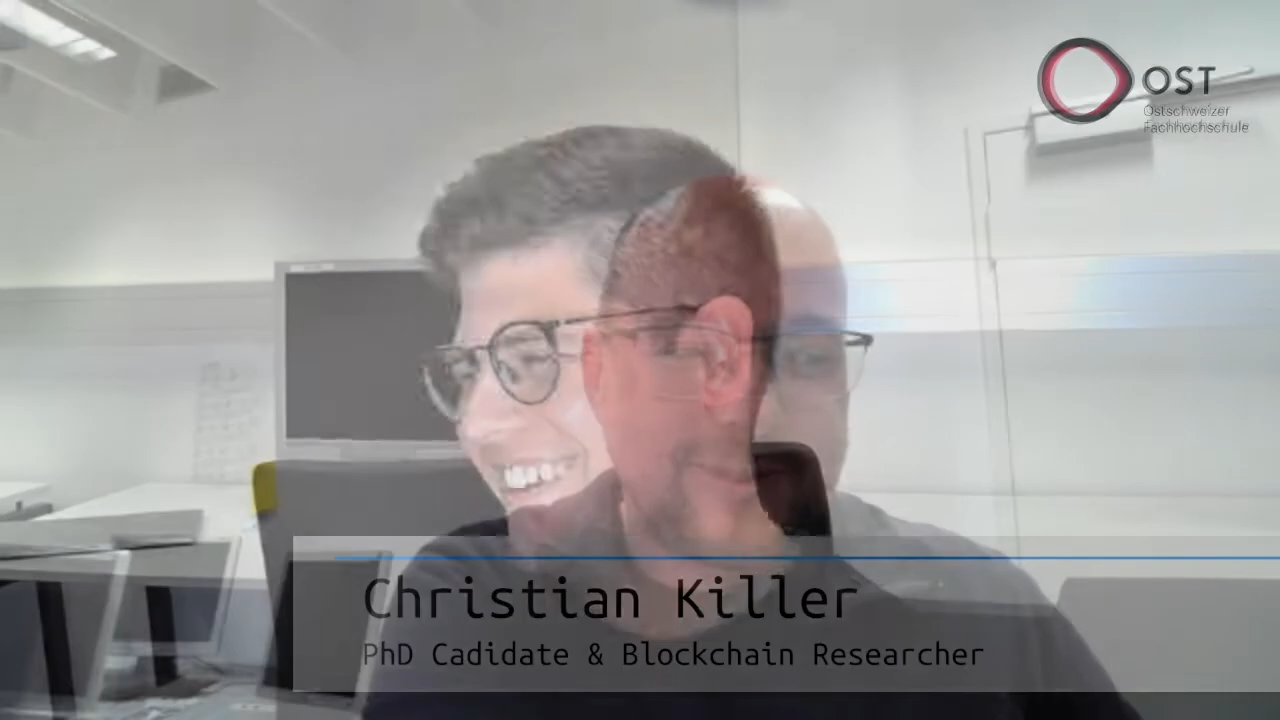 OST
Ostschweizer
Fachhochschule
Christian Killer
PhD Cadidate & Blockchain Researcher